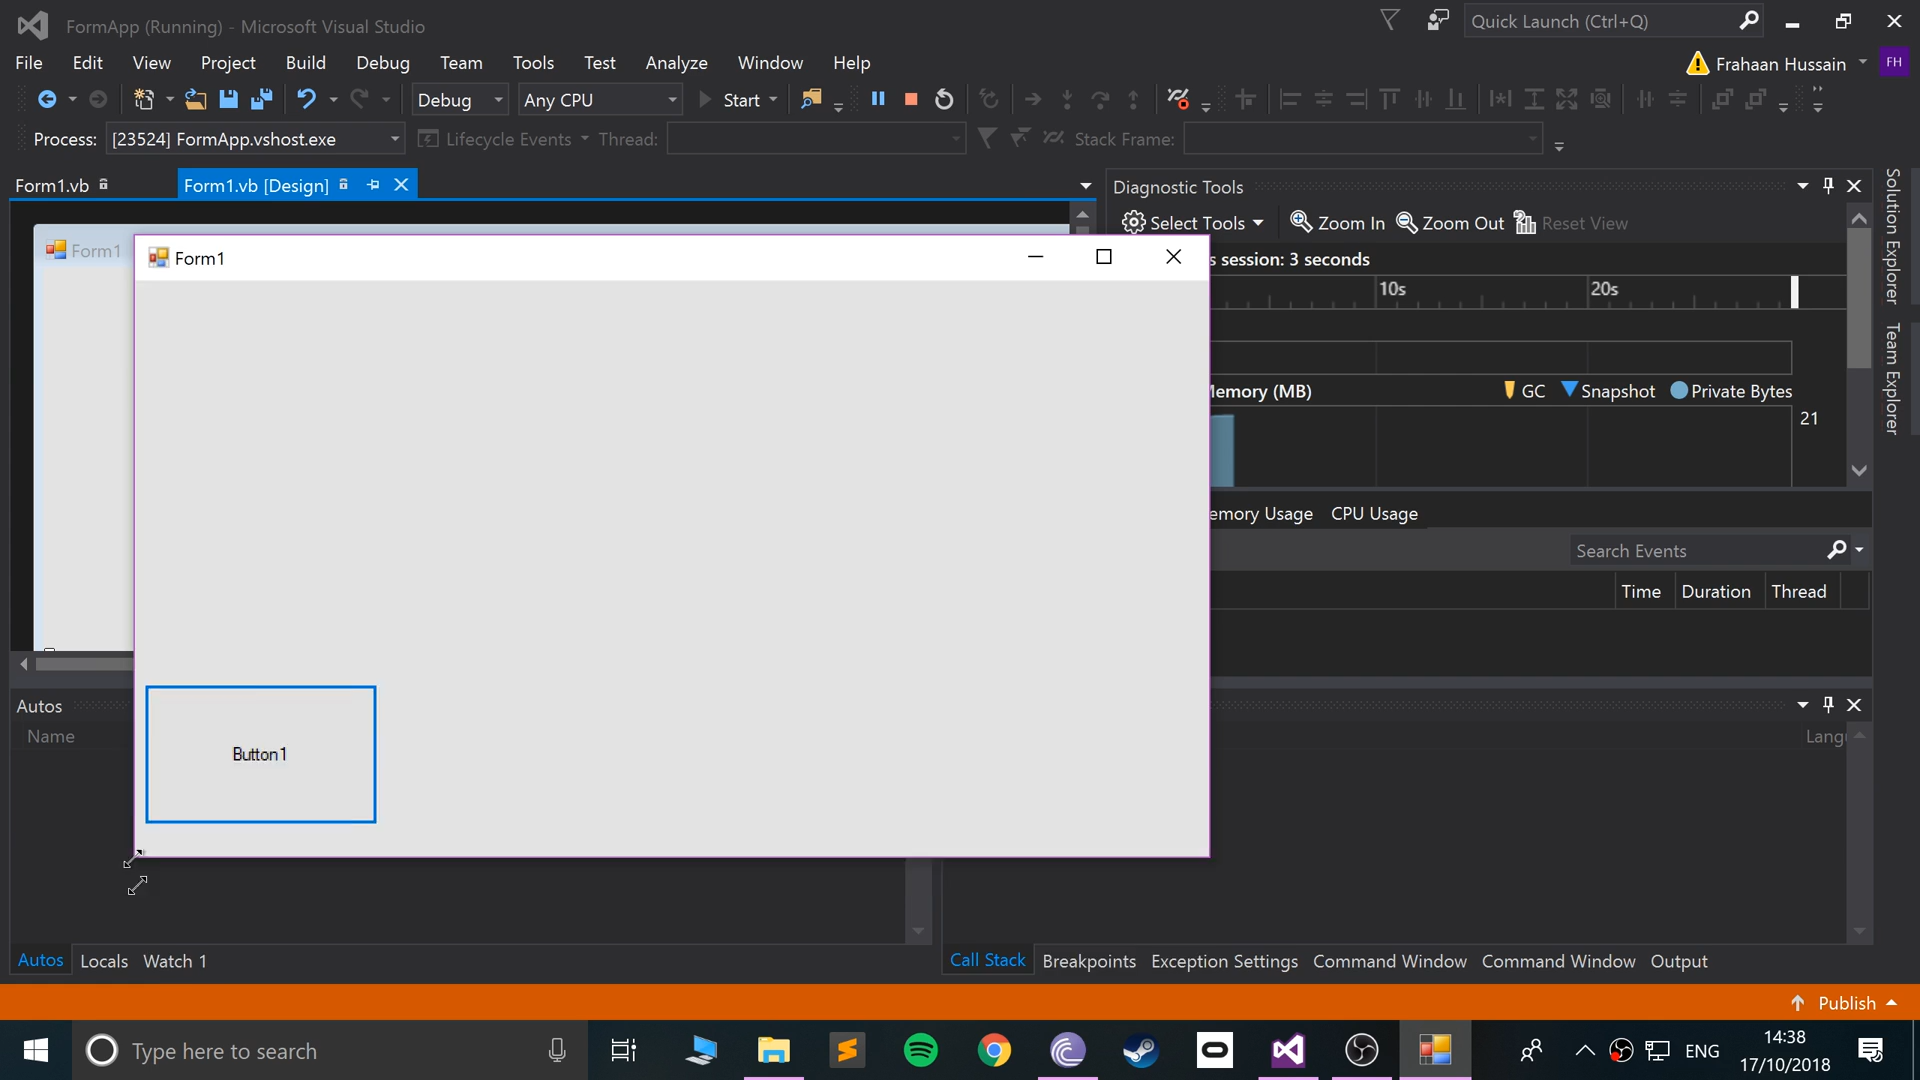 FormApp (Running) - Microsoft Visual Studio
Quick Launch (Ctrl+Q)
File Edit View Project Build Debug Team Tools Test Analyze Window Help
Frahaan Hussain FH
Debug Any CPU Start
Process: [23524] FormApp.vshost.exe Lifecycle Events Thread: Stack Frame:
Form1.vb Form1.vb [Design]
Diagnostic Tools
Select Tools Zoom In Zoom Out Reset View
Form1
Form1
s session: 3 seconds
10s 20s
Memory (MB) GC Snapshot Private Bytes
21
emory Usage CPU Usage
Search Events
Time Duration Thread
Autos
Name
Lang
Button1
Solution Explorer
Team Explorer
Autos Locals Watch 1
Call Stack Breakpoints Exception Settings Command Window Command Window Output
Publish
Type here to search
ENG
14:38
17/10/2018